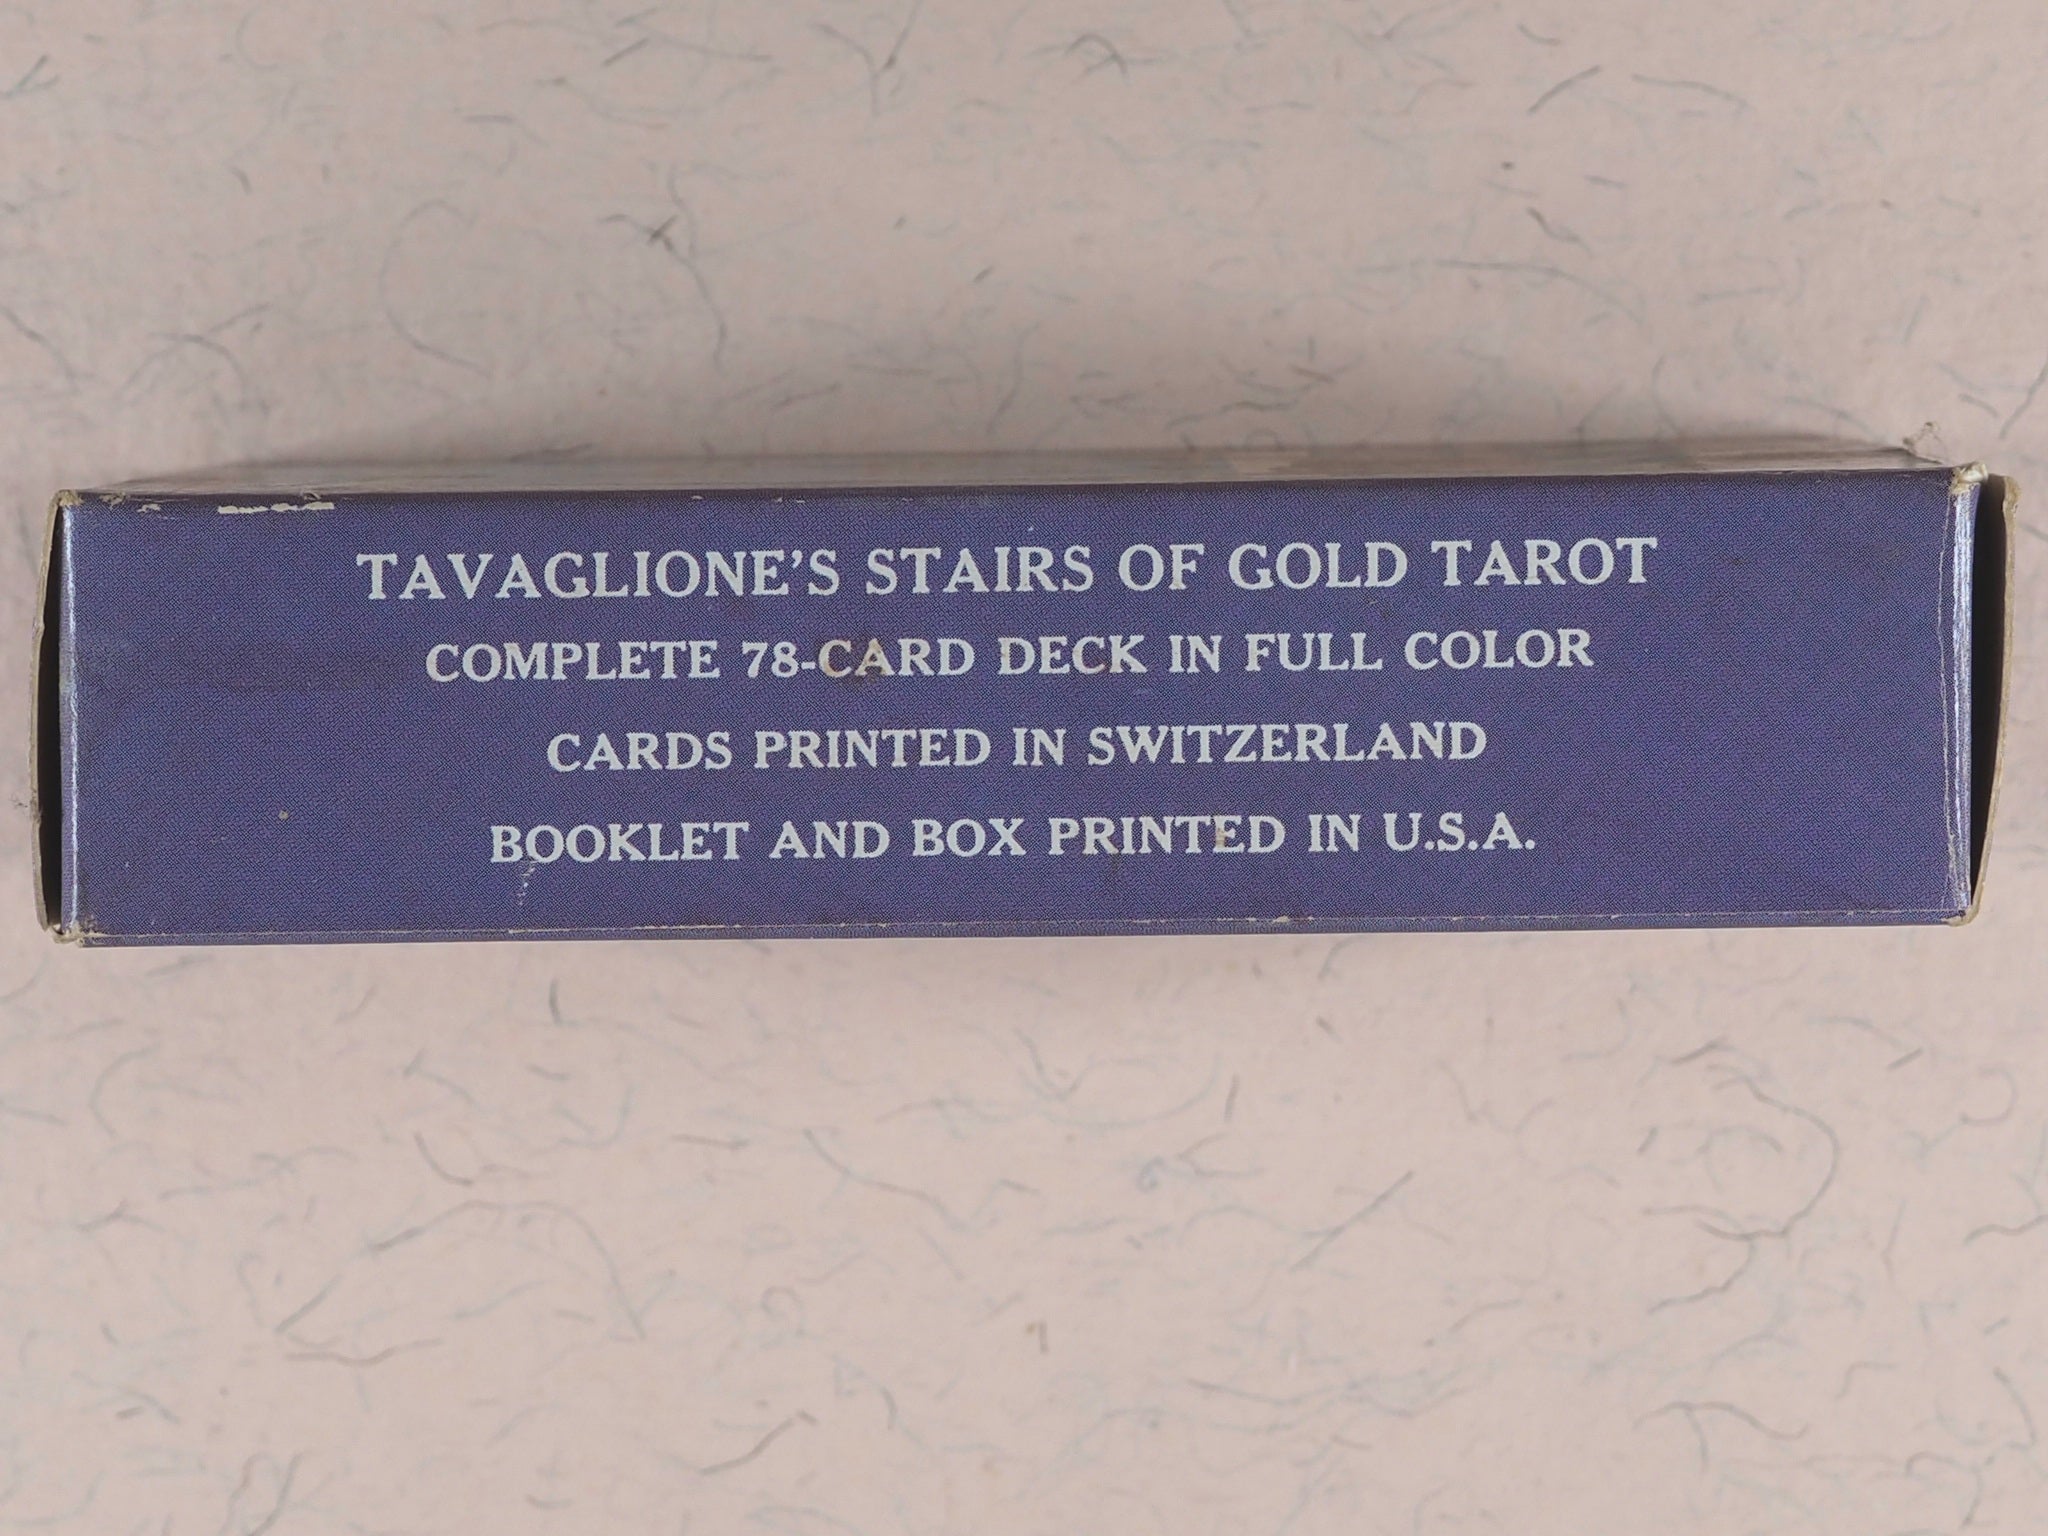 TAVAGLIONE'S STAIRS OF GOLD TAROT
COMPLETE 78-CARD DECK IN FULL COLOR
CARDS PRINTED IN SWITZERLAND
BOOKLET AND BOX PRINTED IN U.S.A.